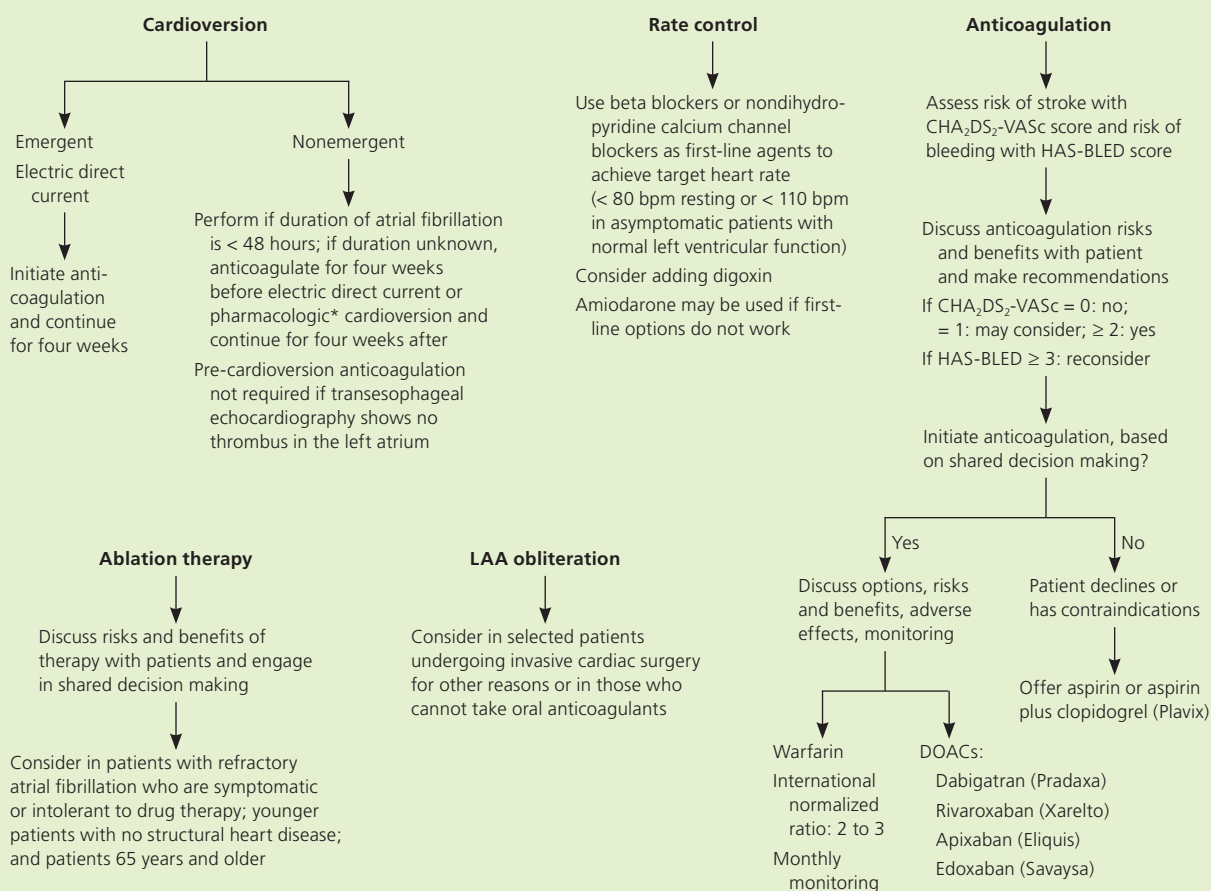 Cardioversion
Emergent
Electric direct
current
Initiate anti-
coagulation
and continue
for four weeks
Nonemergent
Perform if duration of atrial fibrillation
is < 48 hours; if duration unknown,
anticoagulate for four weeks
before electric direct current or
pharmacologic* cardioversion and
continue for four weeks after
Pre-cardioversion anticoagulation
not required if transesophageal
echocardiography shows no
thrombus in the left atrium
Rate control
Use beta blockers or nondihydro-
pyridine calcium channel
blockers as first-line agents to
achieve target heart rate
(< 80 bpm resting or < 110 bpm
in asymptomatic patients with
normal left ventricular function)
Consider adding digoxin
Amiodarone may be used if first-
line options do not work
Anticoagulation
Assess risk of stroke with
CHA₂DS₂-VASc score and risk of
bleeding with HAS-BLED score
Discuss anticoagulation risks
and benefits with patient
and make recommendations
If CHA₂DS₂-VASc = 0: no;
= 1: may consider; ≥ 2: yes
If HAS-BLED ≥ 3: reconsider
Initiate anticoagulation, based
on shared decision making?
Yes
Discuss options, risks
and benefits, adverse
effects, monitoring
Warfarin
International
normalized
ratio: 2 to 3
Monthly
monitoring
DOACs:
Dabigatran (Pradaxa)
Rivaroxaban (Xarelto)
Apixaban (Eliquis)
Edoxaban (Savaysa)
No
Patient declines or
has contraindications
Offer aspirin or aspirin
plus clopidogrel (Plavix)
Ablation therapy
Discuss risks and benefits of
therapy with patients and engage
in shared decision making
Consider in patients with refractory
atrial fibrillation who are symptomatic
or intolerant to drug therapy; younger
patients with no structural heart disease;
and patients 65 years and older
LAA obliteration
Consider in selected patients
undergoing invasive cardiac surgery
for other reasons or in those who
cannot take oral anticoagulants